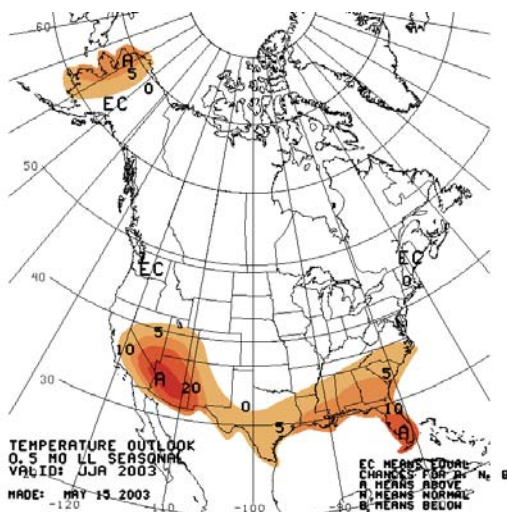 60
A
5
EC
0
50
EC
EC
0
40
5
10
A
20
5
30
0
10
5
A
TEMPERATURE OUTLOOK
0.5 MO LL SEASONAL
VALID: JJA 2003
MADE: MAY 15 2003
EC MEANS EQUAL
CHANCES FOR A, N, B
A MEANS ABOVE
N MEANS NORMAL
B MEANS BELOW
-120
-110
-100
-90
-80